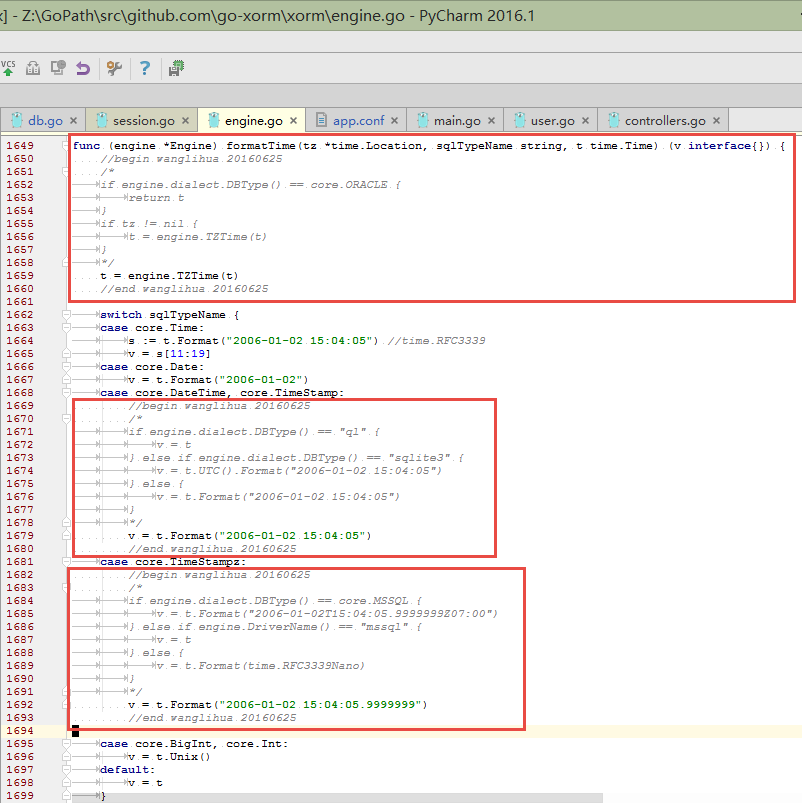 ] - Z:\GoPath\src\github.com\go-xorm\xorm\engine.go - PyCharm 2016.1
VCS ?
db.go × session.go × engine.go × app.conf × main.go × user.go × controllers.go ×
1649 func (engine *Engine) formatTime(tz *time.Location, sqlTypeName string, t time.Time) (v interface{}) {
1650 //begin wanglihua 20160625
1651 /*
1652 if engine.dialect.DBType() == core.ORACLE {
1653 return t
1654 }
1655 if tz != nil {
1656 t = engine.TZTime(t)
1657 }
1658 */
1659 t = engine.TZTime(t)
1660 //end wanglihua 20160625
1661
1662 switch sqlTypeName {
1663 case core.Time:
1664 s := t.Format("2006-01-02 15:04:05") //time.RFC3339
1665 v = s[11:19]
1666 case core.Date:
1667 v = t.Format("2006-01-02")
1668 case core.DateTime, core.TimeStamp:
1669 //begin wanglihua 20160625
1670 /*
1671 if engine.dialect.DBType() == "ql" {
1672 v = t
1673 } else if engine.dialect.DBType() == "sqlite3" {
1674 v = t.UTC().Format("2006-01-02 15:04:05")
1675 } else {
1676 v = t.Format("2006-01-02 15:04:05")
1677 }
1678 */
1679 v = t.Format("2006-01-02 15:04:05")
1680 //end wanglihua 20160625
1681 case core.TimeStampz:
1682 //begin wanglihua 20160625
1683 /*
1684 if engine.dialect.DBType() == core.MSSQL {
1685 v = t.Format("2006-01-02T15:04:05.9999999Z07:00")
1686 } else if engine.DriverName() == "mssql" {
1687 v = t
1688 } else {
1689 v = t.Format(time.RFC3339Nano)
1690 }
1691 */
1692 v = t.Format("2006-01-02 15:04:05.9999999")
1693 //end wanglihua 20160625
1694
1695 case core.BigInt, core.Int:
1696 v = t.Unix()
1697 default:
1698 v = t
1699 }